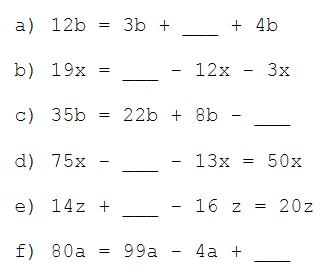 a) 12b = 3b + ___ + 4b
b) 19x = ___ - 12x - 3x
c) 35b = 22b + 8b - ___
d) 75x - ___ - 13x = 50x
e) 14z + ___ - 16 z = 20z
f) 80a = 99a - 4a + ___